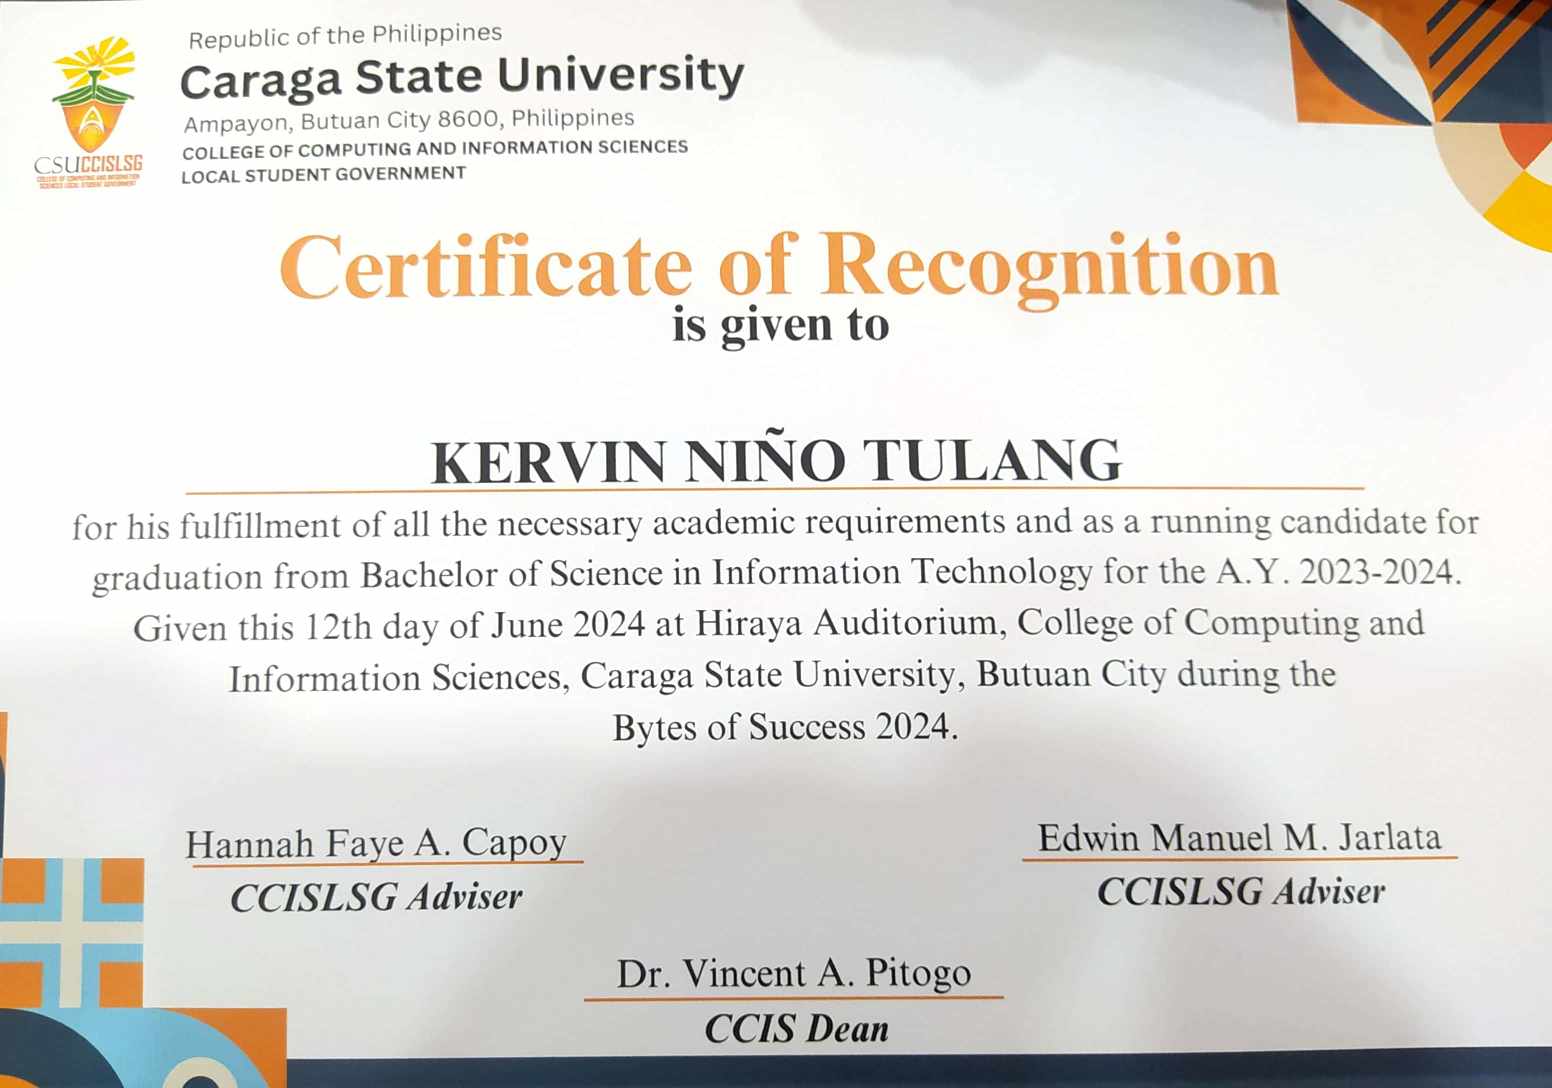 Republic of the Philippines
Caraga State University
Ampayon, Butuan City 8600, Philippines
COLLEGE OF COMPUTING AND INFORMATION SCIENCES
LOCAL STUDENT GOVERNMENT
CSUCCISLSG
COLLEGE OF COMPUTING AND INFORMATION
SCIENCES LOCAL STUDENT GOVERNMENT
Certificate of Recognition
is given to
KERVIN NIÑO TULANG
for his fulfillment of all the necessary academic requirements and as a running candidate for
graduation from Bachelor of Science in Information Technology for the A.Y. 2023-2024.
Given this 12th day of June 2024 at Hiraya Auditorium, College of Computing and
Information Sciences, Caraga State University, Butuan City during the
Bytes of Success 2024.
Hannah Faye A. Capoy
CCISLSG Adviser
Edwin Manuel M. Jarlata
CCISLSG Adviser
Dr. Vincent A. Pitogo
CCIS Dean